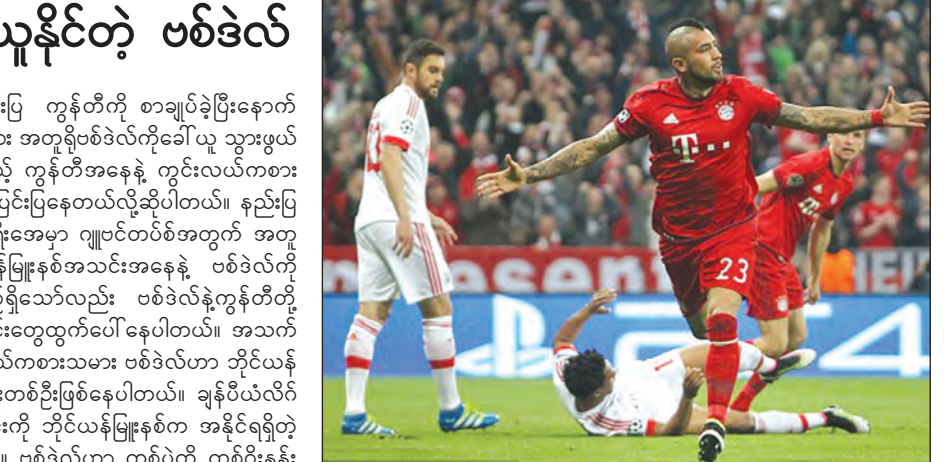 ယူနိုင်တဲ့ ဗစ်ဒဲလ်
ပြ ကွန်တီကို စာချုပ်ခဲ့ပြီးနောက်
အတူရိုဗစ်ဒဲလ်ကိုခေါ်ယူ သွားဖွယ်
ကွန်တီအနေနဲ့ ကွင်းလယ်ကစား
ပြင်းပြနေတယ်လို့ဆိုပါတယ်။ နည်းပြ
ဂျူဗင်တပ်စ်အတွက် အတူ
မြူးနစ်အသင်းအနေနဲ့ ဗစ်ဒဲလ်ကို
ရှိသော်လည်း ဗစ်ဒဲလ်နဲ့ကွန်တီတို့
တွေထွက်ပေါ်နေပါတယ်။ အသက်
ကစားသမား ဗစ်ဒဲလ်ဟာ ဘိုင်ယန်
တစ်ဦးဖြစ်နေပါတယ်။ ချန်ပီယံလိဂ်
ကို ဘိုင်ယန်မြူးနစ်က အနိုင်ရရှိတဲ့
ဗစ်ဒဲလ်ဟာ
present
HEI
PS4
T
23